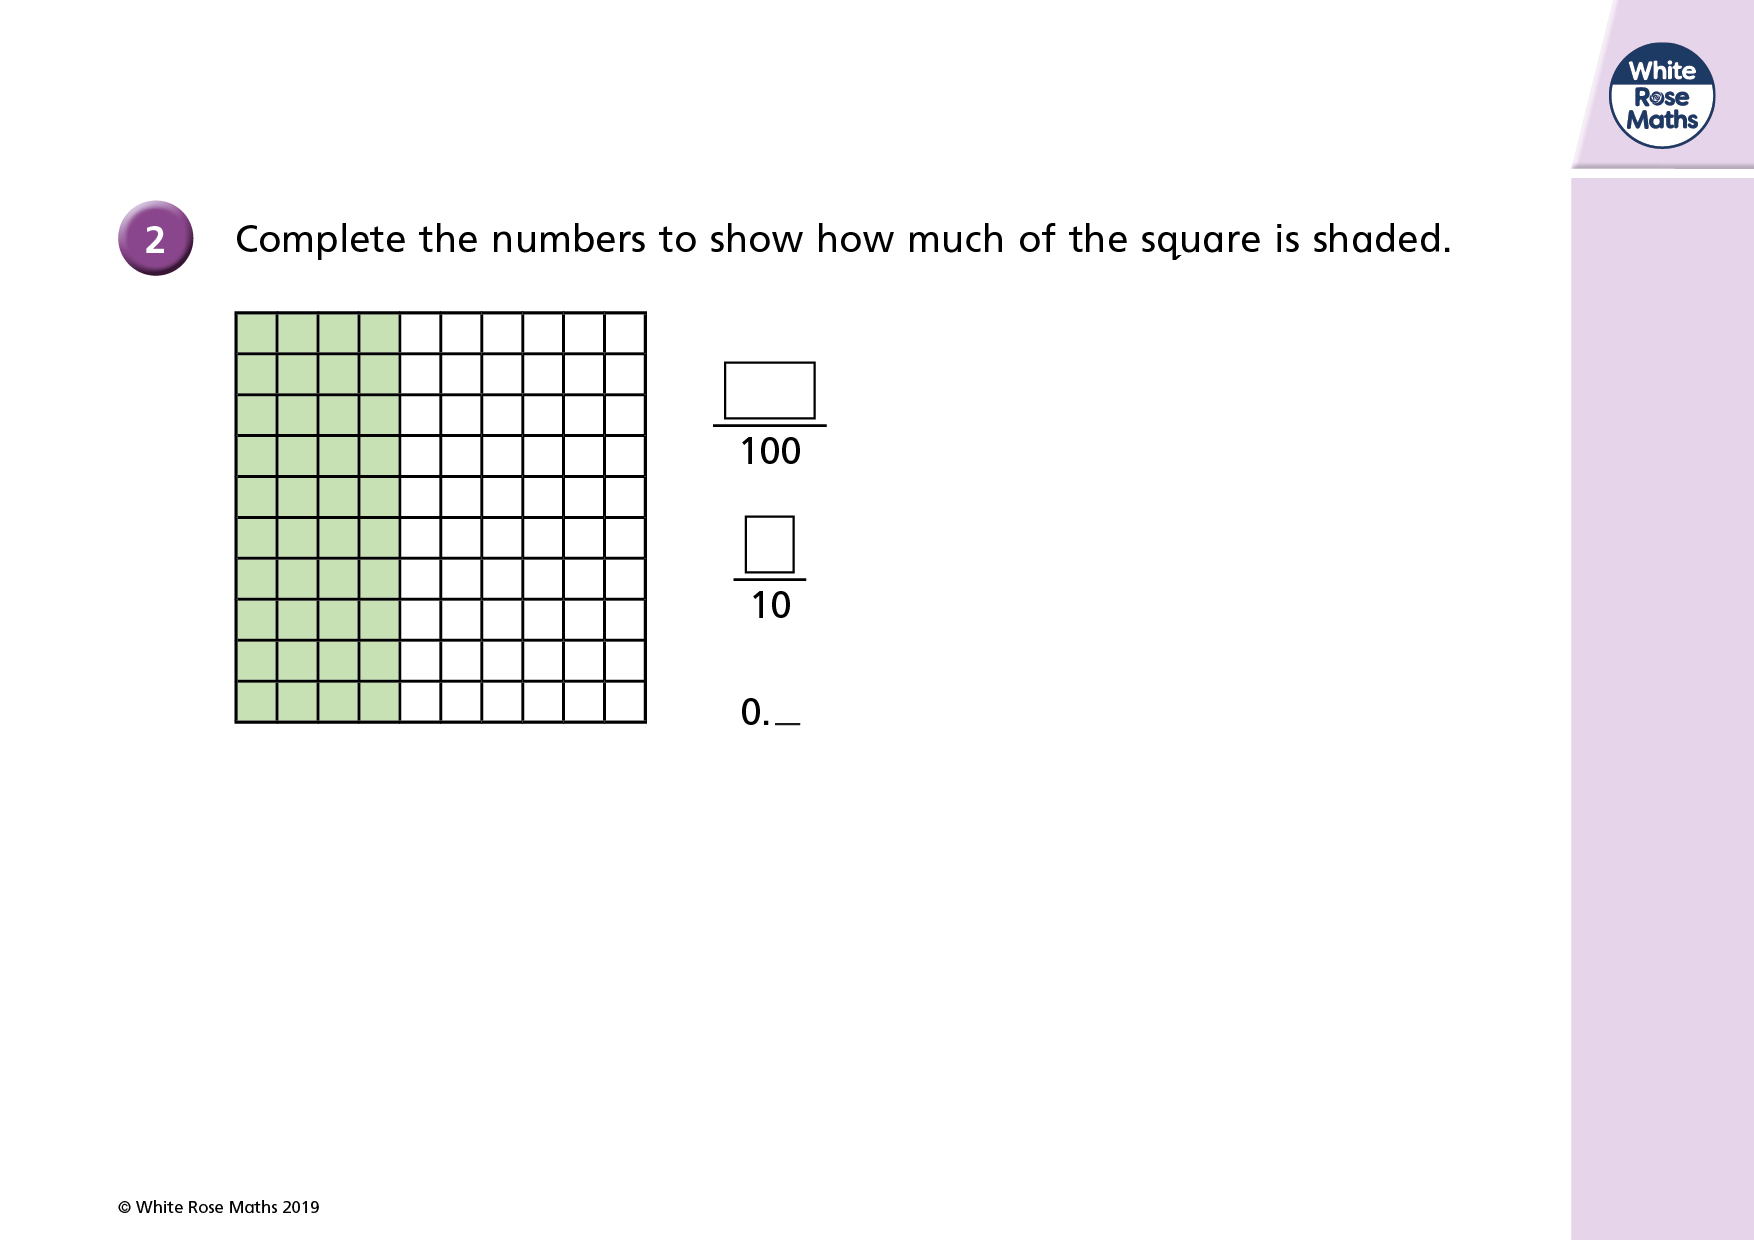 White
Rose
Maths
2 Complete the numbers to show how much of the square is shaded.
100
10
0._
© White Rose Maths 2019